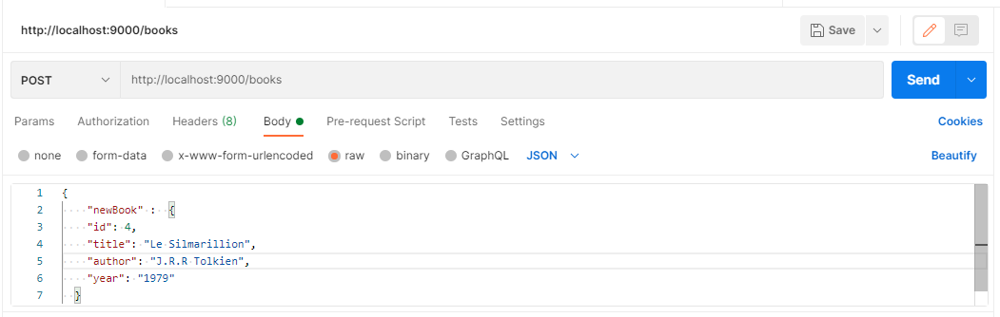 http://localhost:9000/books Save
POST http://localhost:9000/books Send
Params Authorization Headers (8) Body Pre-request Script Tests Settings Cookies
none form-data x-www-form-urlencoded raw binary GraphQL JSON Beautify
1 {
2 "newBook" : {
3 "id": 4,
4 "title": "Le Silmarillion",
5 "author": "J.R.R Tolkien",
6 "year": "1979"
7 }